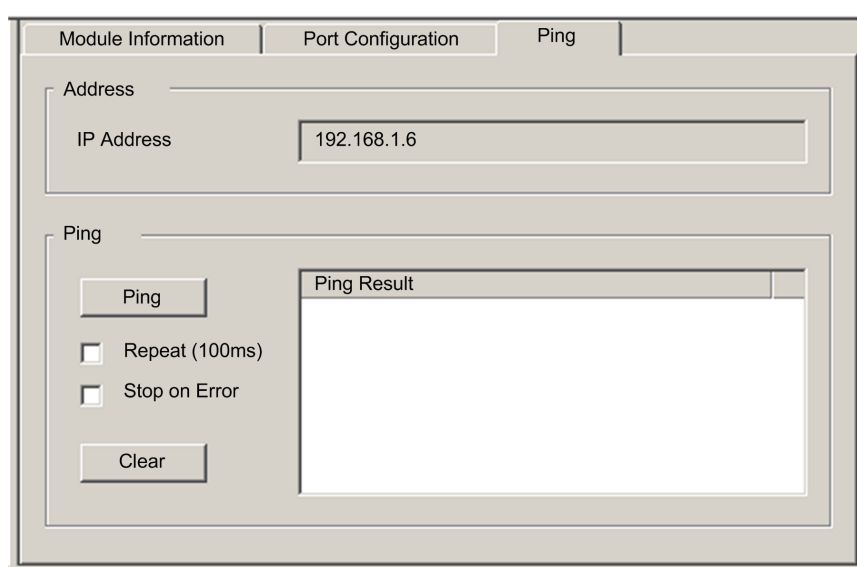 Module Information Port Configuration Ping
Address
IP Address 192.168.1.6
Ping
Ping Ping Result
Repeat (100ms)
Stop on Error
Clear